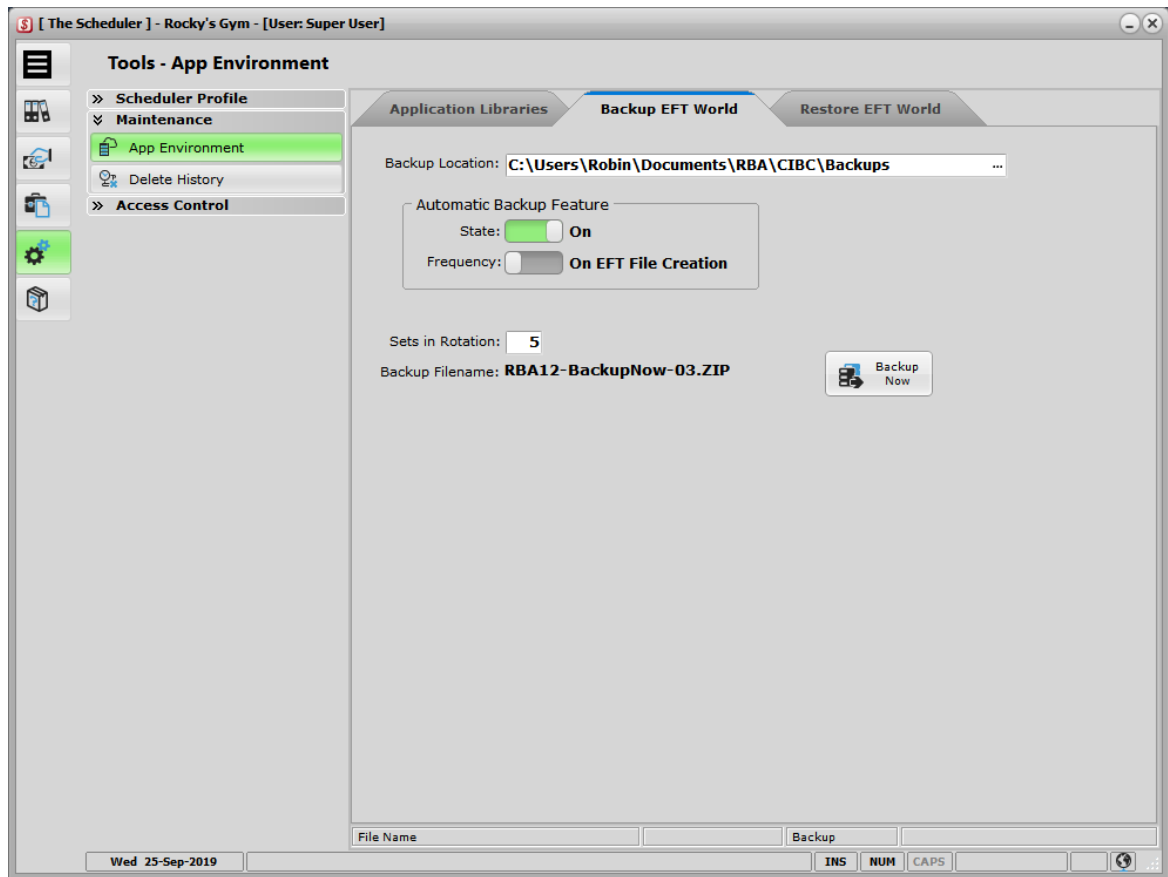 [ The Scheduler ] - Rocky's Gym - [User: Super User]
Tools - App Environment
Scheduler Profile
Maintenance
App Environment
Delete History
Access Control
Application Libraries
Backup EFT World
Restore EFT World
Backup Location: C:\Users\Robin\Documents\RBA\CIBC\Backups ...
Automatic Backup Feature
State: On
Frequency: On EFT File Creation
Sets in Rotation: 5
Backup Filename: RBA12-BackupNow-03.ZIP
Backup
Now
File Name Backup
Wed 25-Sep-2019 INS NUM CAPS